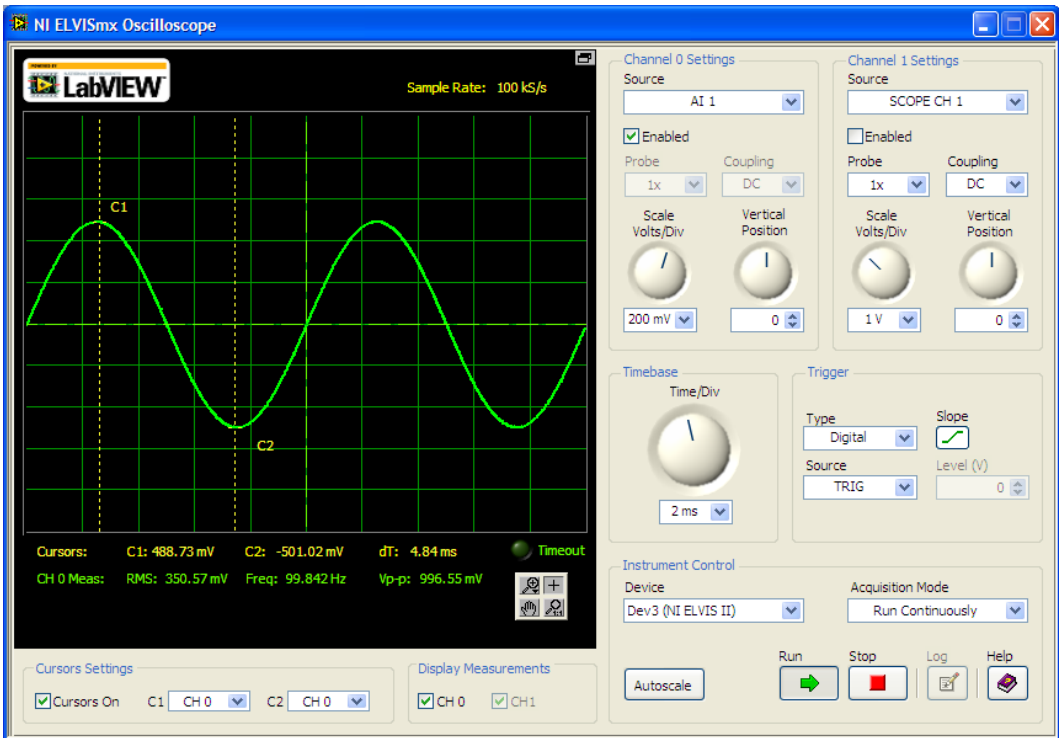 NI ELVISmx Oscilloscope
LabVIEW
Sample Rate: 100 kS/s
C1
C2
Cursors: C1: 488.73 mV C2: -501.02 mV dT: 4.84 ms Timeout
CH 0 Meas: RMS: 350.57 mV Freq: 99.842 Hz Vp-p: 996.55 mV
Cursors Settings
Cursors On C1 CH 0 C2 CH 0
Display Measurements
CH 0 CH1
Channel 0 Settings
Source
AI 1
Enabled
Probe Coupling
1x DC
Scale Vertical
Volts/Div Position
200 mV 0
Channel 1 Settings
Source
SCOPE CH 1
Enabled
Probe Coupling
1x DC
Scale Vertical
Volts/Div Position
1 V 0
Timebase
Time/Div
2 ms
Trigger
Type Slope
Digital
Source Level (V)
TRIG 0
Instrument Control
Device Acquisition Mode
Dev3 (NI ELVIS II) Run Continuously
Run Stop Log Help
Autoscale